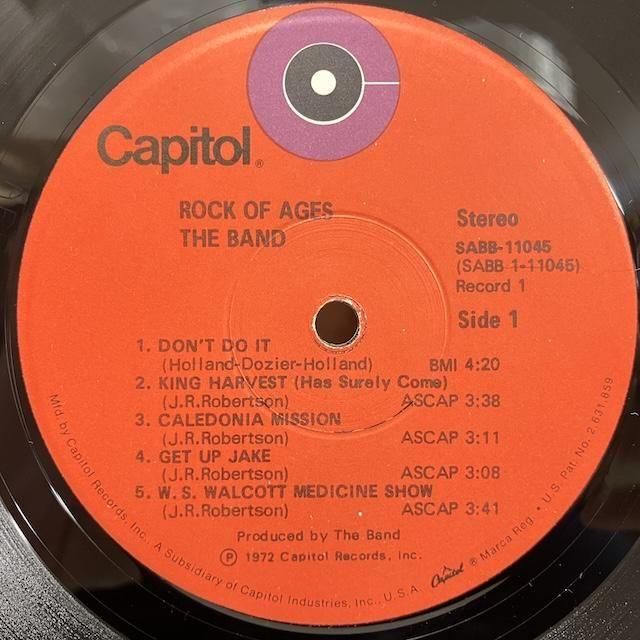 Capitol®
ROCK OF AGES
THE BAND
Stereo
SABB-11045
(SABB 1-11045)
Record 1
Side 1
1. DON'T DO IT
(Holland-Dozier-Holland) BMI 4:20
2. KING HARVEST (Has Surely Come)
(J.R.Robertson) ASCAP 3:38
3. CALEDONIA MISSION
(J.R.Robertson) ASCAP 3:11
4. GET UP JAKE
(J.R.Robertson) ASCAP 3:08
5. W.S. WALCOTT MEDICINE SHOW
(J.R.Robertson) ASCAP 3:41
Produced by The Band
℗ 1972 Capitol Records, Inc.
Mfd. by Capitol Records, Inc. A Subsidiary of Capitol Industries, Inc., U.S.A. Capitol ® Marca Reg. • U.S. Pat. No. 2,631,859